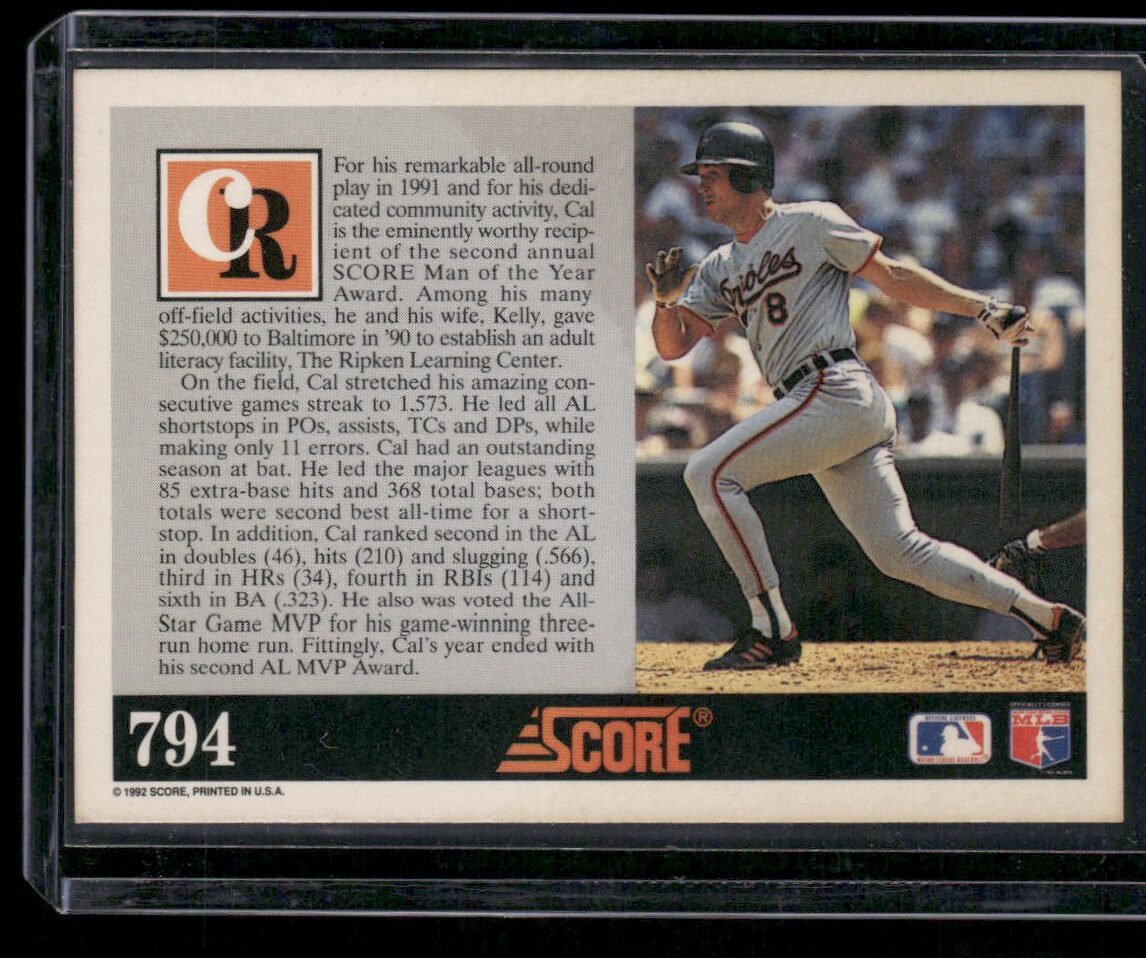 CR
For his remarkable all-round
play in 1991 and for his dedi-
cated community activity, Cal
is the eminently worthy recip-
ient of the second annual
SCORE Man of the Year
Award. Among his many
off-field activities, he and his wife, Kelly, gave
$250,000 to Baltimore in '90 to establish an adult
literacy facility, The Ripken Learning Center.
On the field, Cal stretched his amazing con-
secutive games streak to 1,573. He led all AL
shortstops in POs, assists, TCs and DPs, while
making only 11 errors. Cal had an outstanding
season at bat. He led the major leagues with
85 extra-base hits and 368 total bases; both
totals were second best all-time for a short-
stop. In addition, Cal ranked second in the AL
in doubles (46), hits (210) and slugging (.566),
third in HRs (34), fourth in RBIs (114) and
sixth in BA (.323). He also was voted the All-
Star Game MVP for his game-winning three-
run home run. Fittingly, Cal's year ended with
his second AL MVP Award.
Orioles
8
794
SCORE®
OFFICIAL LICENSEE
MAJOR LEAGUE BASEBALL
OFFICIALLY LICENSED
MLB
© 1992 SCORE, PRINTED IN U.S.A.